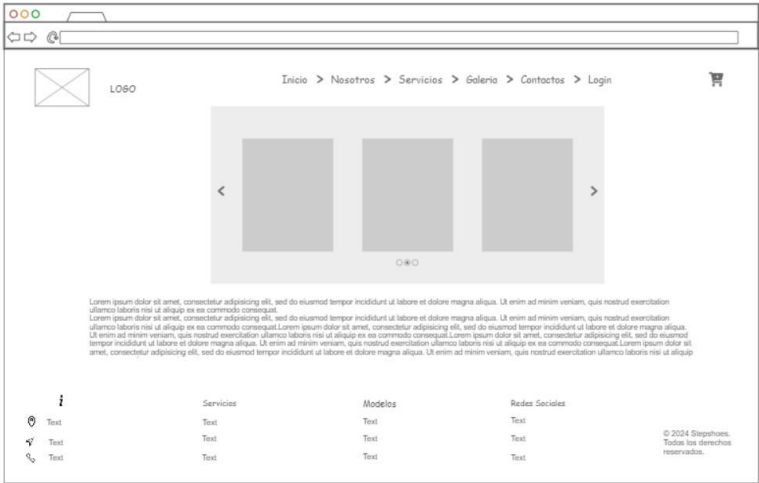 LOGO
Inicio > Nosotros > Servicios > Galeria > Contactos > Login
Lorem ipsum dolor sit amet, consectetur adipisicing elit, sed do eiusmod tempor incididunt ut labore et dolore magna aliqua. Ut enim ad minim veniam, quis nostrud exercitation
ullamco laboris nisi ut aliquip ex ea commodo consequat.
Lorem ipsum dolor sit amet, consectetur adipisicing elit, sed do eiusmod tempor incididunt ut labore et dolore magna aliqua. Ut enim ad minim veniam, quis nostrud exercitation
ullamco laboris nisi ut aliquip ex ea commodo consequat.Lorem ipsum dolor sit amet, consectetur adipisicing elit, sed do eiusmod tempor incididunt ut labore et dolore magna aliqua.
Ut enim ad minim veniam, quis nostrud exercitation ullamco laboris nisi ut aliquip ex ea commodo consequat.Lorem ipsum dolor sit amet, consectetur adipisicing elit, sed do eiusmod
tempor incididunt ut labore et dolore magna aliqua. Ut enim ad minim veniam, quis nostrud exercitation ullamco laboris nisi ut aliquip ex ea commodo consequat.Lorem ipsum dolor sit
amet, consectetur adipisicing elit, sed do eiusmod tempor incididunt ut labore et dolore magna aliqua. Ut enim ad minim veniam, quis nostrud exercitation ullamco laboris nisi ut aliquip
i
Text
Text
Text
Servicios
Text
Text
Text
Modelos
Text
Text
Text
Redes Sociales
Text
Text
Text
© 2024 Stepshoes.
Todos los derechos
reservados.